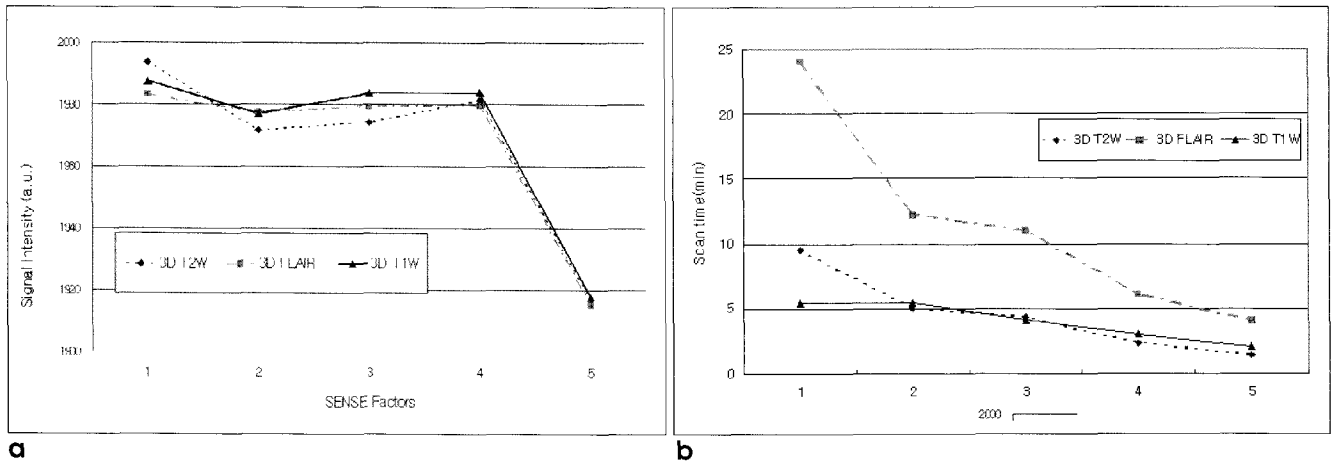 2000
1980
1960
1940
1920
1900
Signal Intensity (a.u.)
3D T2W
3D FLAIR
3D T1W
1
2
3
4
5
SENSE Factors
a
25
20
15
10
5
0
Scan time(min)
3D T2W
3D FLAIR
3D T1W
1
2
3
4
5
2000
b